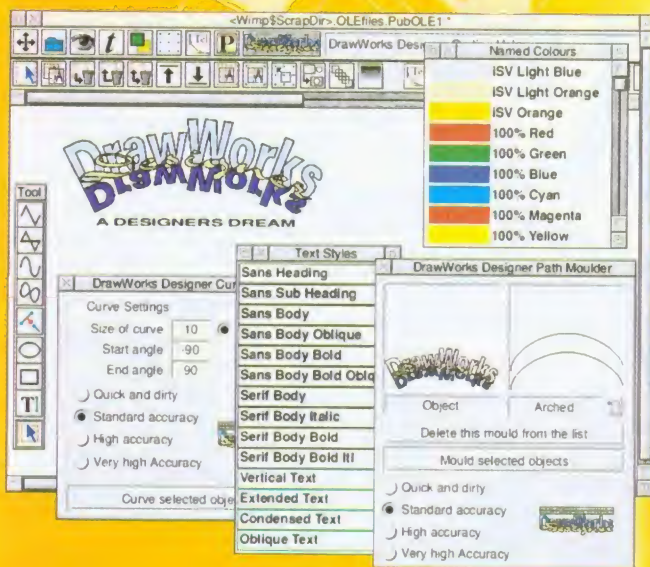 <Wimp$ScrapDir>.OLEfiles.PubOLE1 *
DrawWorks
Named Colours
iSV Light Blue
iSV Light Orange
iSV Orange
100% Red
100% Green
100% Blue
100% Cyan
100% Magenta
100% Yellow
DrawWorks
Designer
DrawWorks
A DESIGNERS DREAM
Tool
DrawWorks Designer Cur
Curve Settings
Size of curve 10
Start angle -90
End angle 90
Quick and dirty
Standard accuracy
High accuracy
Very high Accuracy
Curve selected obje
Text Styles
Sans Heading
Sans Sub Heading
Sans Body
Sans Body Oblique
Sans Body Bold
Sans Body Bold Obliq
Serif Body
Serif Body Italic
Serif Body Bold
Serif Body Bold Itl
Vertical Text
Extended Text
Condensed Text
Oblique Text
DrawWorks Designer Path Moulder
DrawWorks
Object
Arched
Delete this mould from the list
Mould selected objects
Quick and dirty
Standard accuracy
High accuracy
Very high Accuracy